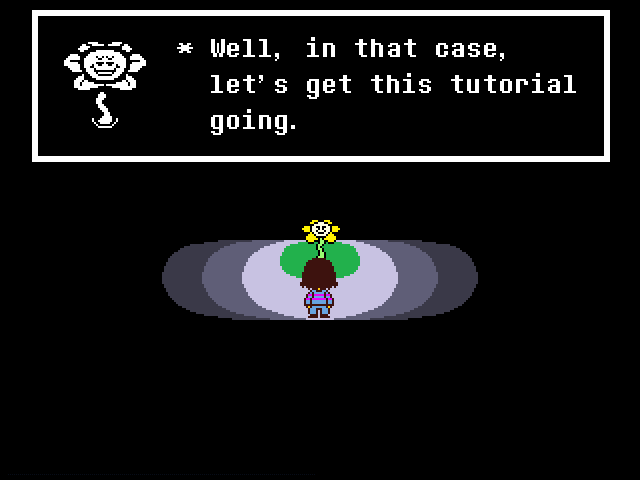 * Well, in that case,
let's get this tutorial
going.